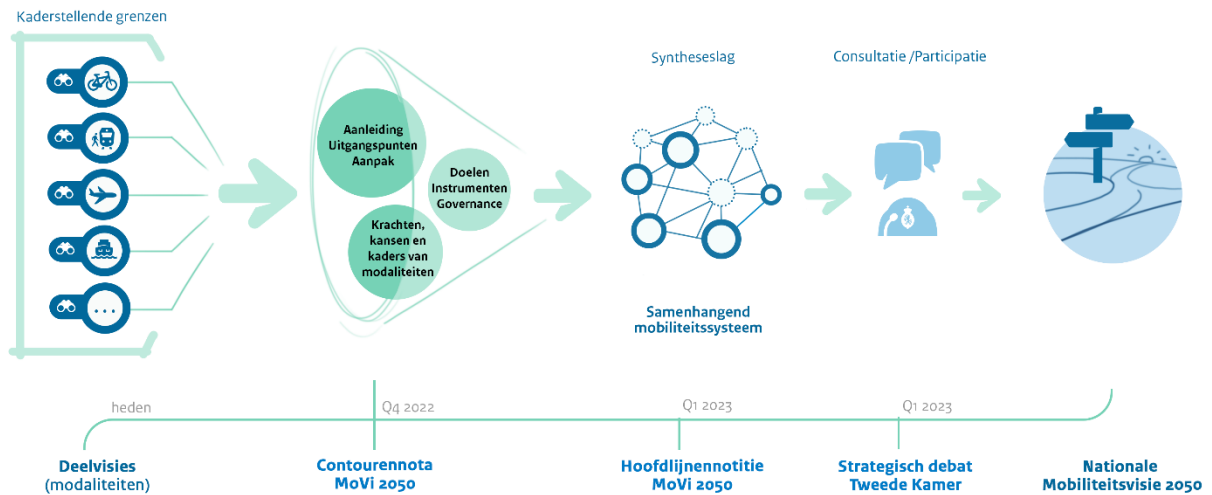 Kaderstellende grenzen
...
Aanleiding
Uitgangspunten
Aanpak
Doelen
Instrumenten
Governance
Krachten,
kansen en
kaders van
modaliteiten
Syntheseslag
Samenhangend
mobiliteitssysteem
Consultatie /Participatie
heden
Q4 2022
Q1 2023
Q1 2023
Deelvisies
(modaliteiten)
Contourennota
MoVi 2050
Hoofdlijnennotitie
MoVi 2050
Strategisch debat
Tweede Kamer
Nationale
Mobiliteitsvisie 2050